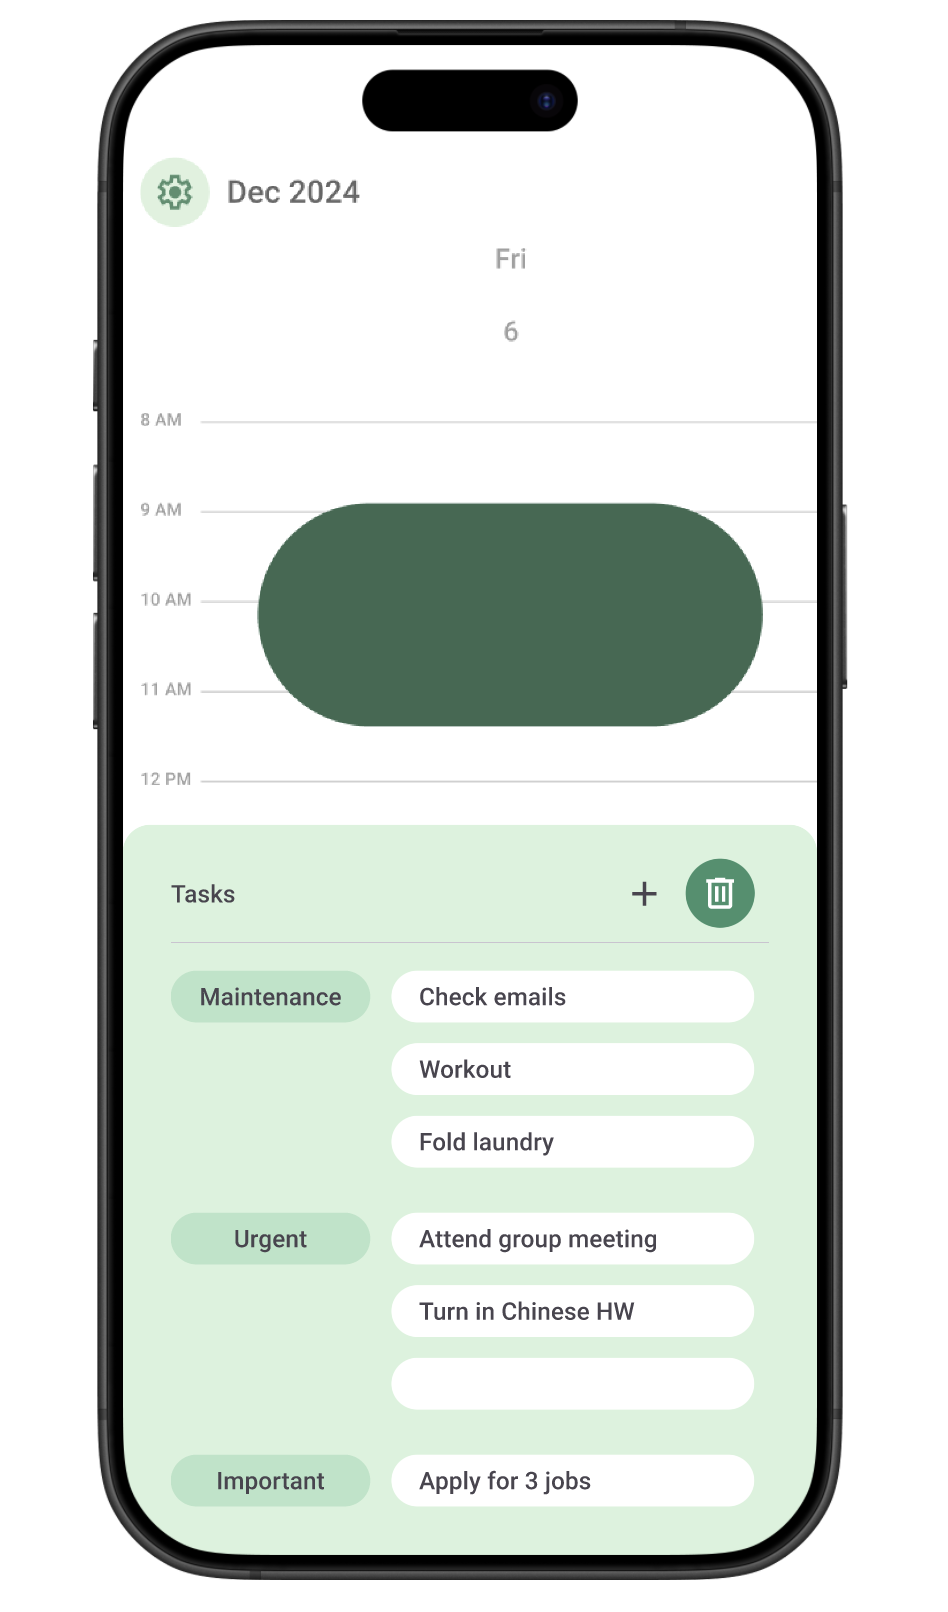 Dec 2024
Fri
6
8 AM
9 AM
10 AM
11 AM
12 PM
Tasks
Maintenance
Check emails
Workout
Fold laundry
Urgent
Attend group meeting
Turn in Chinese HW
Important
Apply for 3 jobs